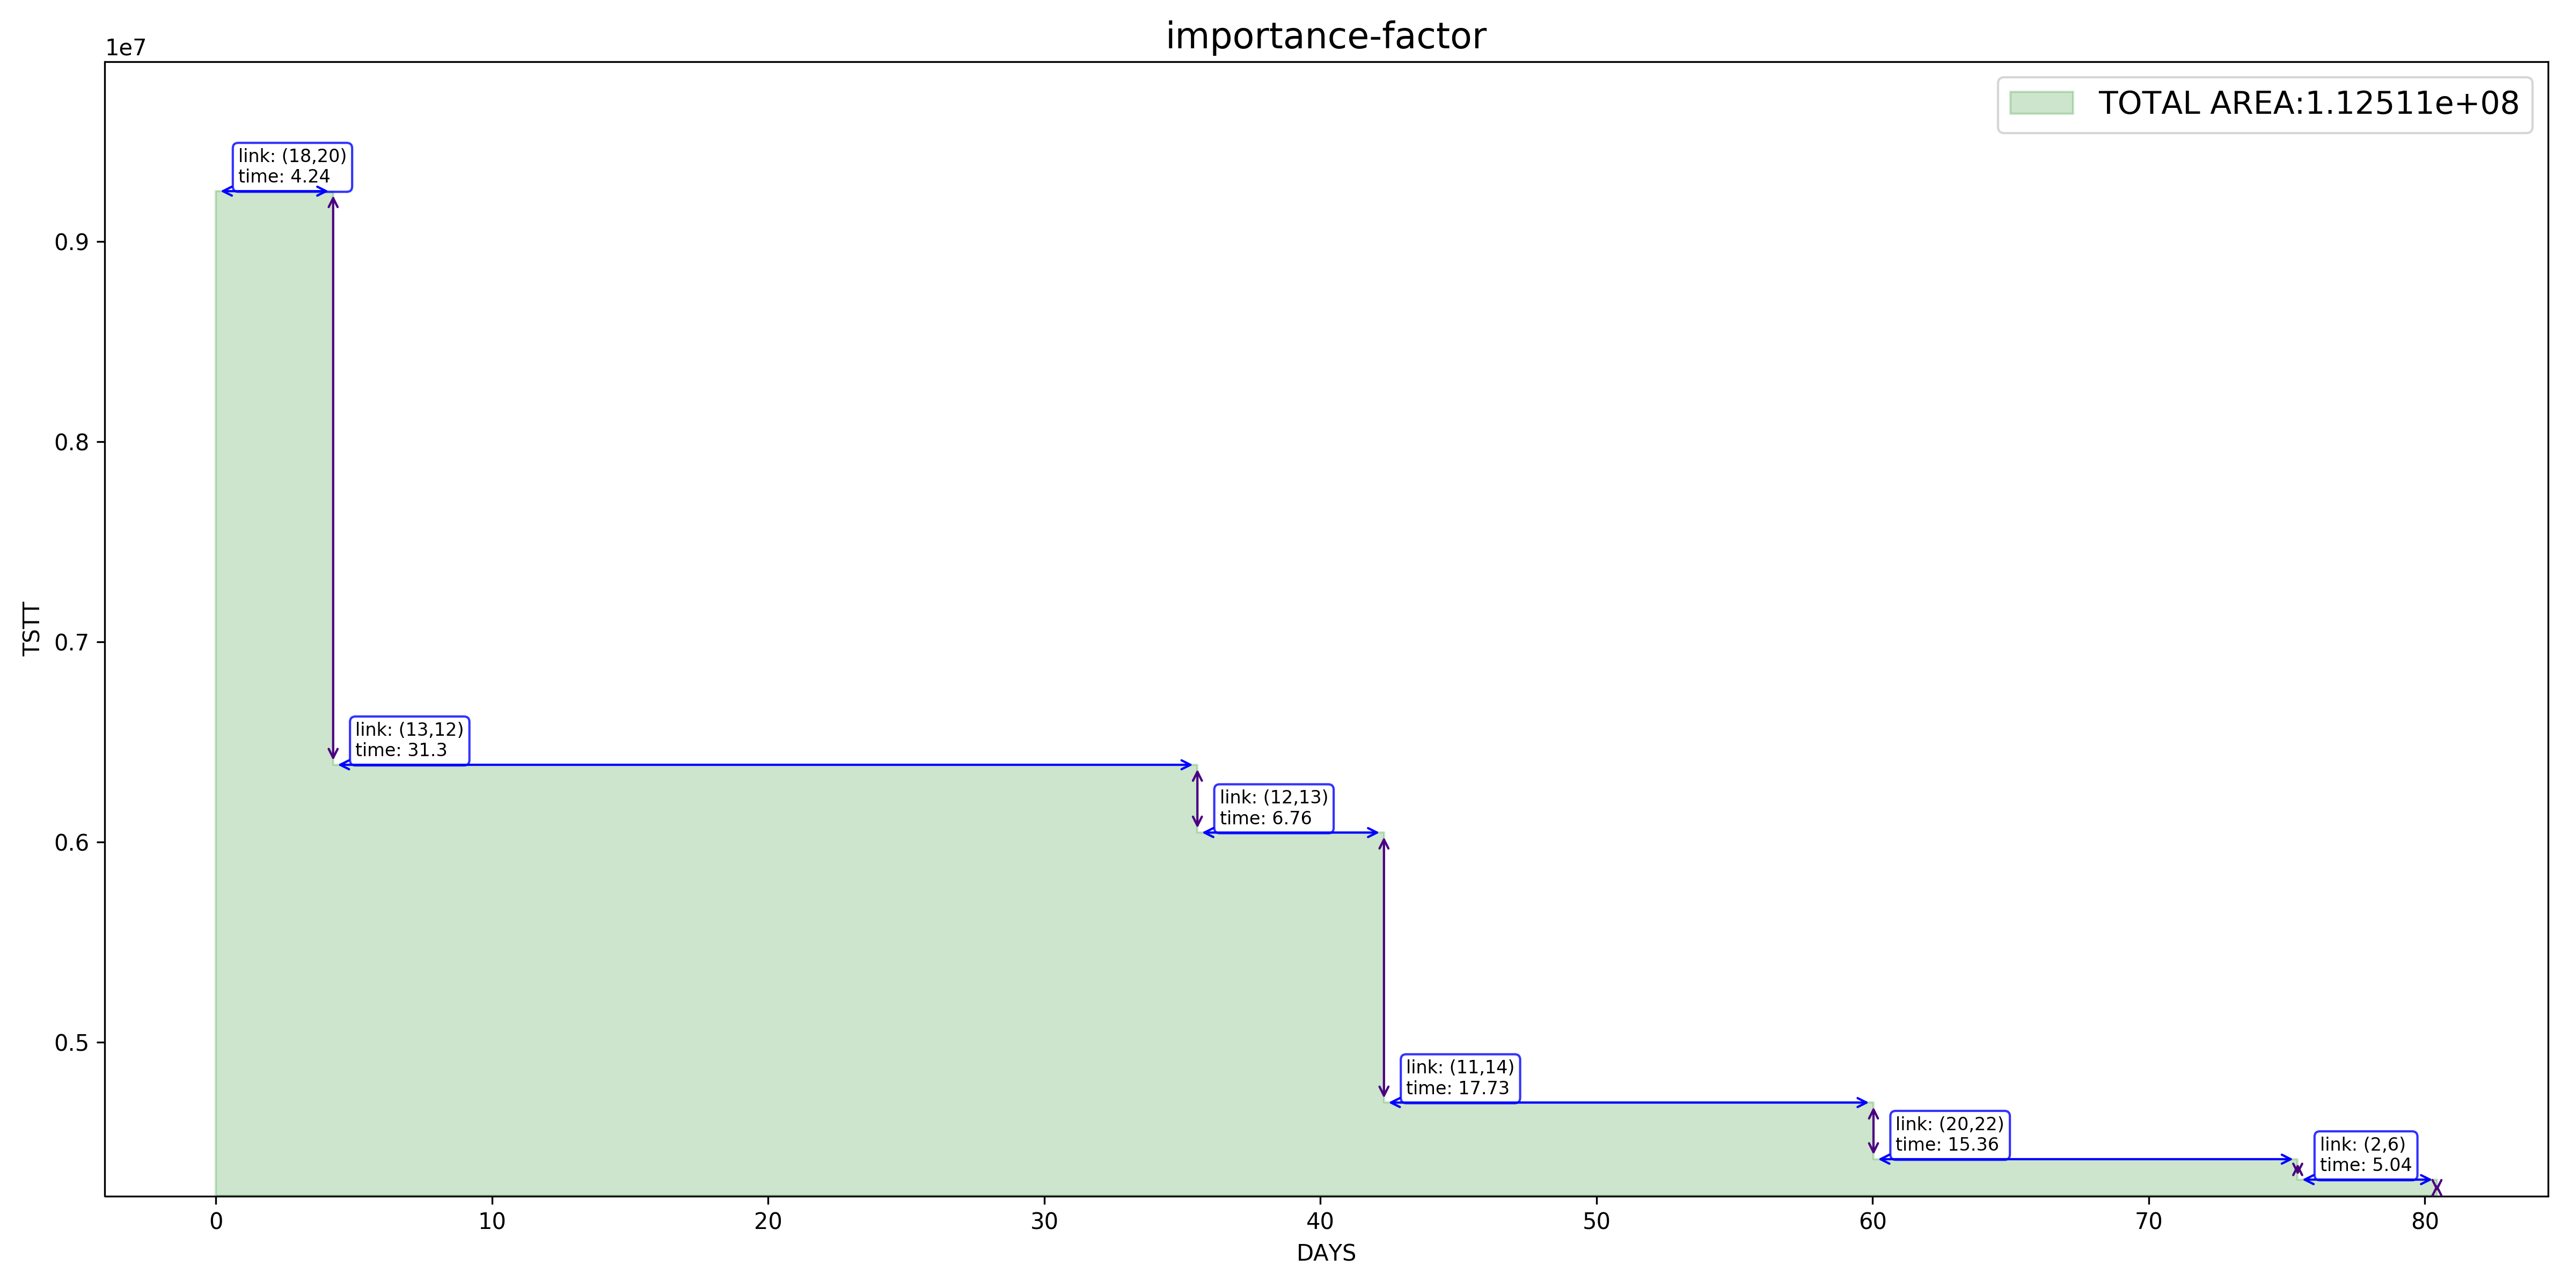 importance-factor
1e7
TOTAL AREA:1.12511e+08
link: (18,20)
time: 4.24
0.9
0.8
0.7
0.6
0.5
TSTT
link: (13,12)
time: 31.3
link: (12,13)
time: 6.76
link: (11,14)
time: 17.73
link: (20,22)
time: 15.36
link: (2,6)
time: 5.04
0 10 20 30 40 50 60 70 80
DAYS